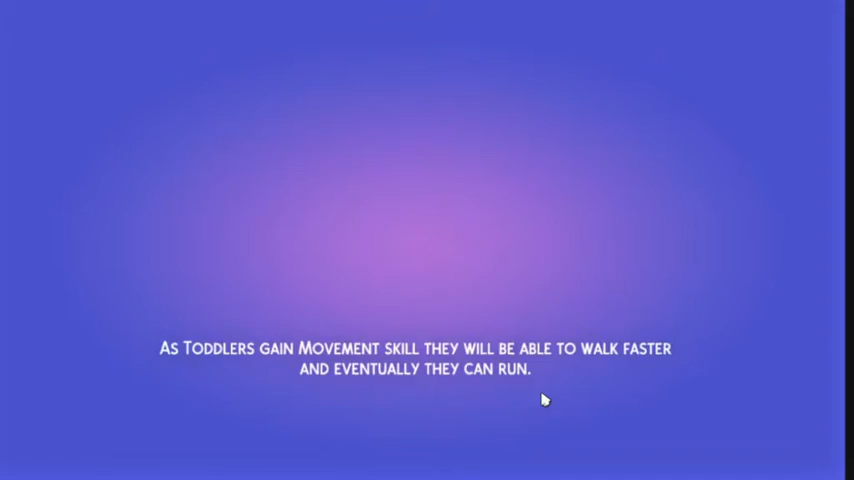 As Toddlers gain Movement skill they will be able to walk faster
and eventually they can run.